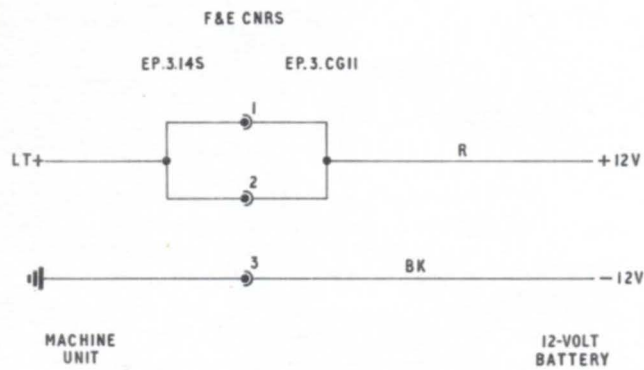 F&E CNRS
EP.3.14S EP.3.CG11
1
LT+ R +12V
2
3
BK -12V
MACHINE UNIT
12-VOLT BATTERY